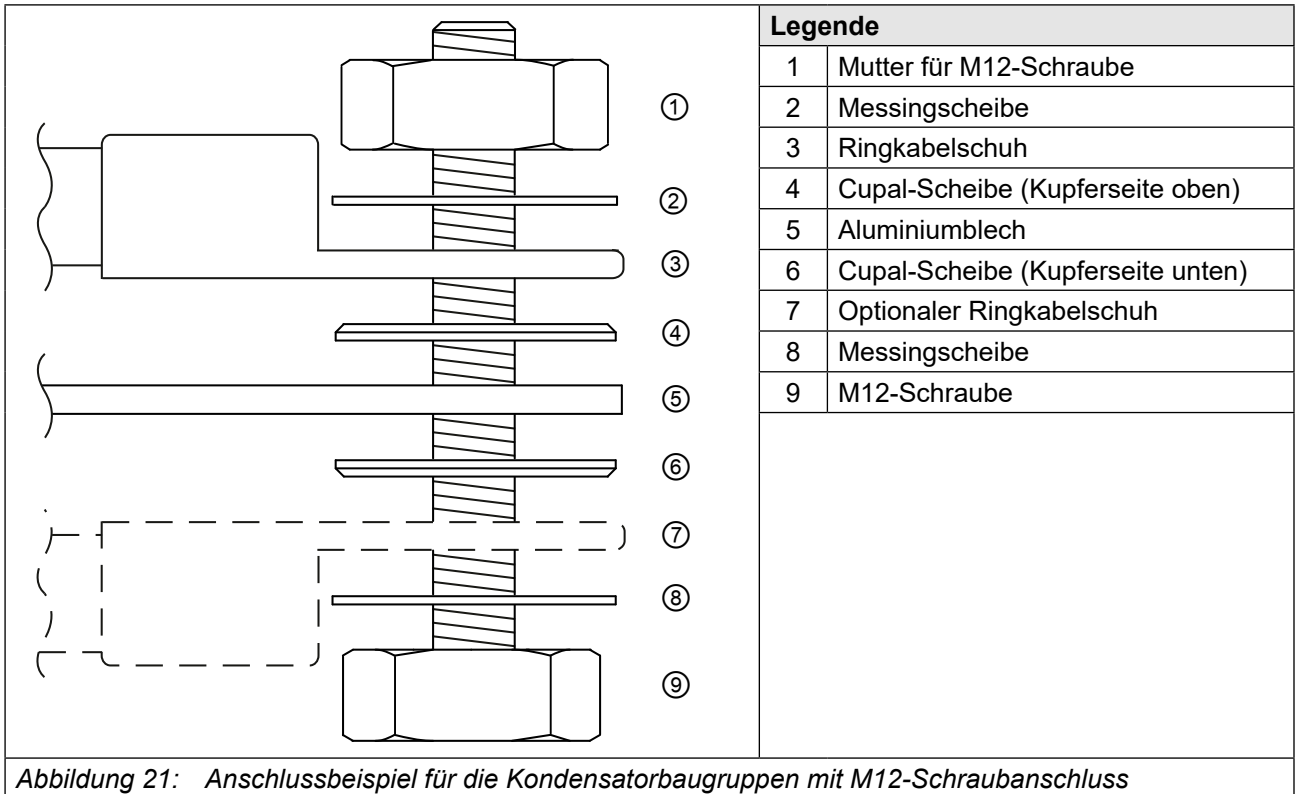 ①
②
③
④
⑤
⑥
⑦
⑧
⑨
Legende
1 Mutter für M12-Schraube
2 Messingscheibe
3 Ringkabelschuh
4 Cupal-Scheibe (Kupferseite oben)
5 Aluminiumblech
6 Cupal-Scheibe (Kupferseite unten)
7 Optionaler Ringkabelschuh
8 Messingscheibe
9 M12-Schraube
Abbildung 21: Anschlussbeispiel für die Kondensatorbaugruppen mit M12-Schraubanschluss